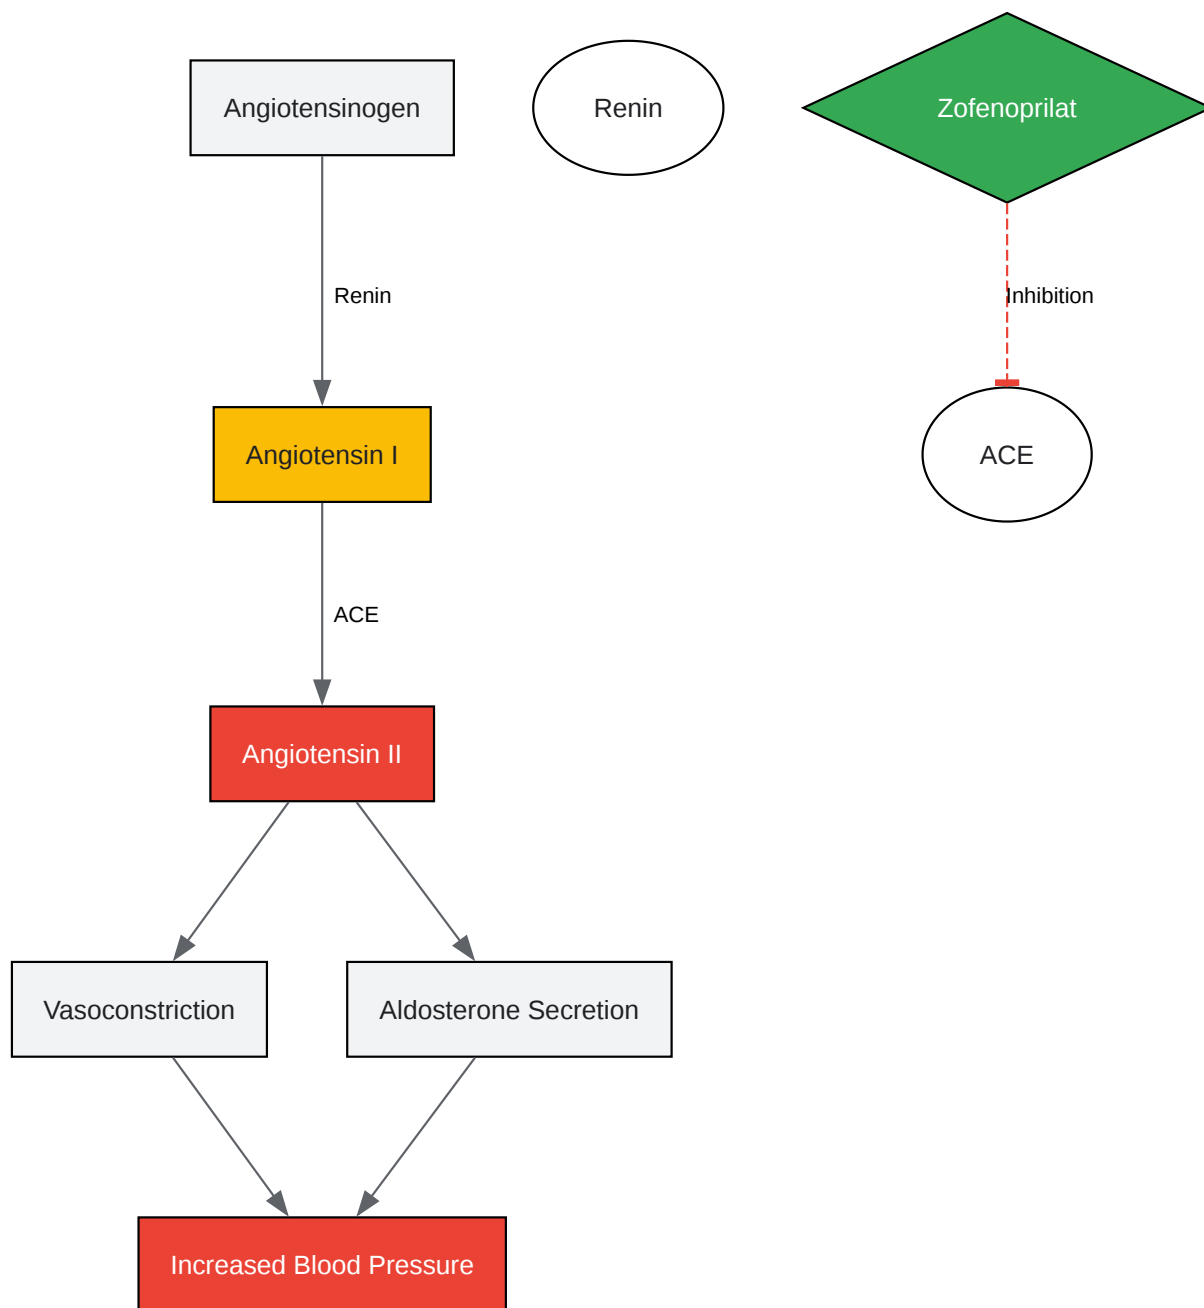 Angiotensinogen
Renin
Zofenoprilat
Renin
Inhibition
Angiotensin I
ACE
ACE
Angiotensin II
Vasoconstriction
Aldosterone Secretion
Increased Blood Pressure